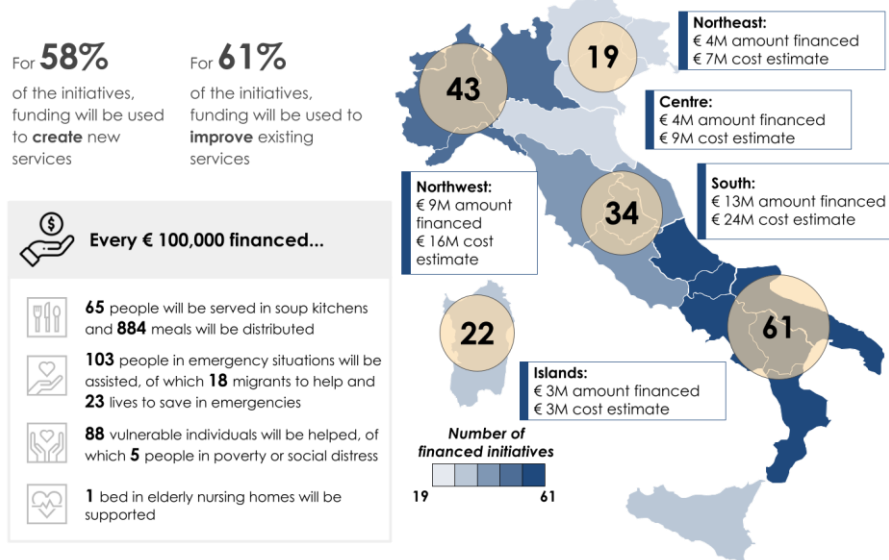 For 58%
of the initiatives,
funding will be used
to create new
services
For 61%
of the initiatives,
funding will be used to
improve existing
services
Every € 100,000 financed...
65 people will be served in soup kitchens
and 884 meals will be distributed
103 people in emergency situations will be
assisted, of which 18 migrants to help and
23 lives to save in emergencies
88 vulnerable individuals will be helped, of
which 5 people in poverty or social distress
1 bed in elderly nursing homes will be
supported
43
19
Northeast:
€ 4M amount financed
€ 7M cost estimate
Centre:
€ 4M amount financed
€ 9M cost estimate
Northwest:
€ 9M amount
financed
€ 16M cost
estimate
34
South:
€ 13M amount financed
€ 24M cost estimate
22
61
Islands:
€ 3M amount financed
€ 3M cost estimate
Number of
financed initiatives
19
61